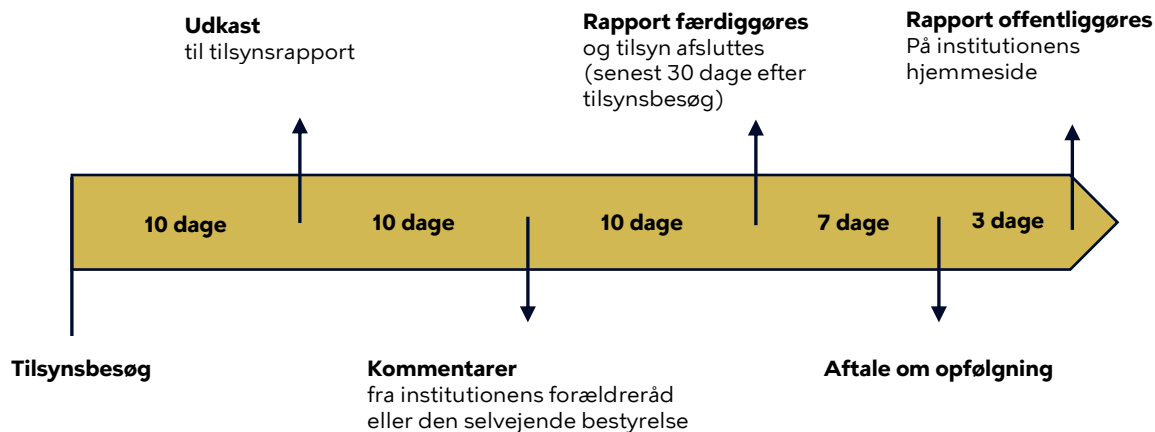 Udkast
til tilsynsrapport
Rapport færdiggøres
og tilsyn afsluttes
(senest 30 dage efter
tilsynsbesøg)
Rapport offentliggøres
På institutionens
hjemmeside
10 dage
10 dage
10 dage
7 dage
3 dage
Tilsynsbesøg
Kommentarer
fra institutionens forældreråd
eller den selvejende bestyrelse
Aftale om opfølgning